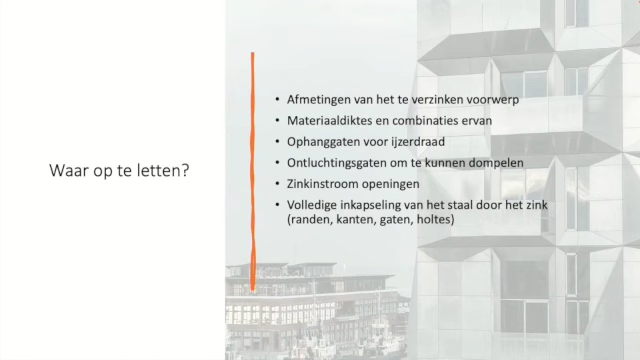 Waar op te letten?
• Afmetingen van het te verzinken voorwerp
• Materiaaldiktes en combinaties ervan
• Ophanggaten voor ijzerdraad
• Ontluchtingsgaten om te kunnen dompelen
• Zinkinstroom openingen
• Volledige inkapseling van het staal door het zink
(randen, kanten, gaten, holtes)